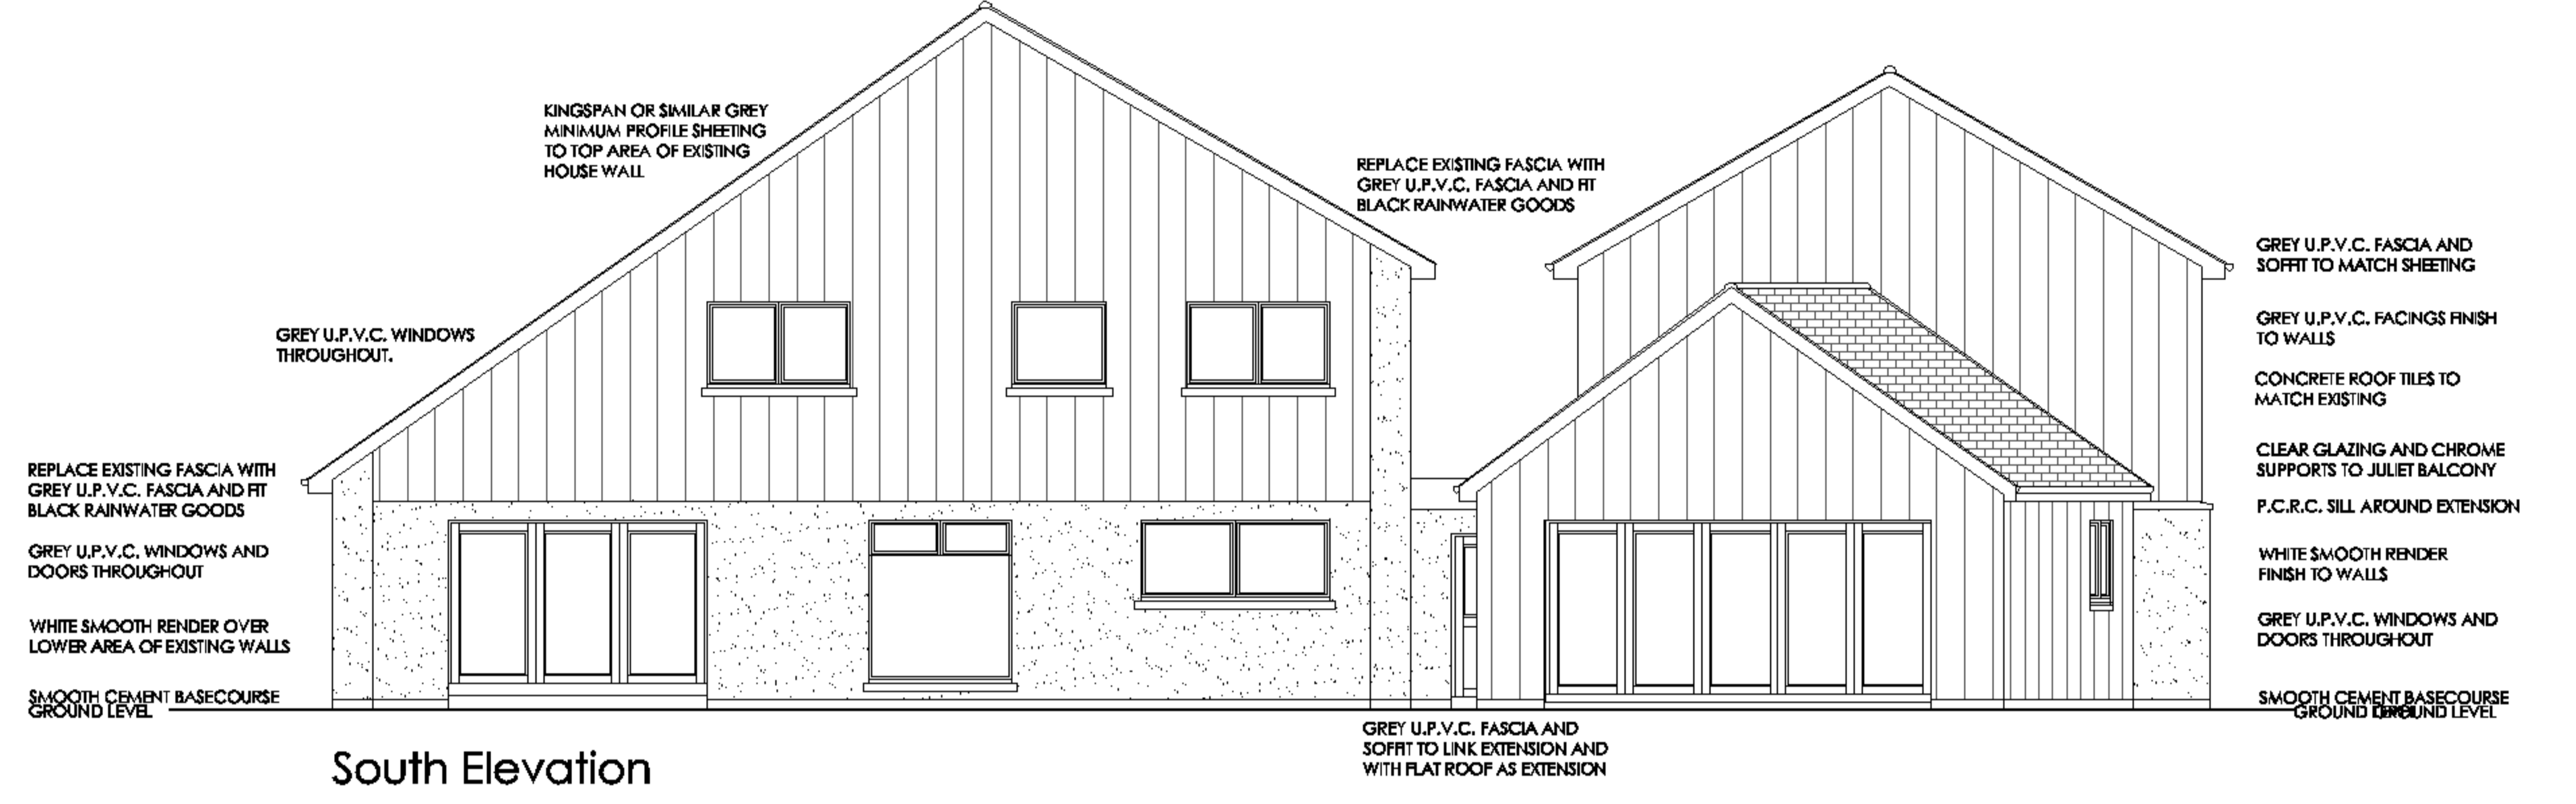 KINGSPAN OR SIMILAR GREY
MINIMUM PROFILE SHEETING
TO TOP AREA OF EXISTING
HOUSE WALL
REPLACE EXISTING FASCIA WITH
GREY U.P.V.C. FASCIA AND FIT
BLACK RAINWATER GOODS
GREY U.P.V.C. WINDOWS
THROUGHOUT.
REPLACE EXISTING FASCIA WITH
GREY U.P.V.C. FASCIA AND FIT
BLACK RAINWATER GOODS
GREY U.P.V.C. WINDOWS AND
DOORS THROUGHOUT
WHITE SMOOTH RENDER OVER
LOWER AREA OF EXISTING WALLS
SMOOTH CEMENT BASECOURSE
GROUND LEVEL
GREY U.P.V.C. FASCIA AND
SOFFIT TO MATCH SHEETING
GREY U.P.V.C. FACINGS FINISH
TO WALLS
CONCRETE ROOF TILES TO
MATCH EXISTING
CLEAR GLAZING AND CHROME
SUPPORTS TO JULIET BALCONY
P.C.R.C. SILL AROUND EXTENSION
WHITE SMOOTH RENDER
FINISH TO WALLS
GREY U.P.V.C. WINDOWS AND
DOORS THROUGHOUT
SMOOTH CEMENT BASECOURSE
GROUND LEVEL
GREY U.P.V.C. FASCIA AND
SOFFIT TO LINK EXTENSION AND
WITH FLAT ROOF AS EXTENSION
South Elevation